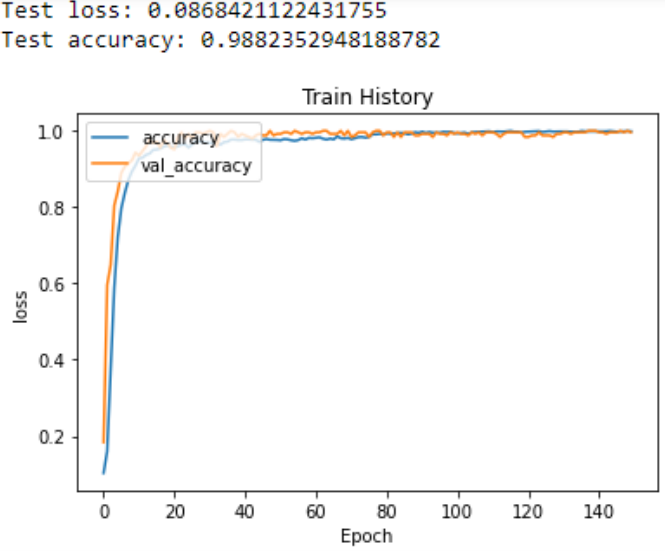 Test loss: 0.0868421122431755
Test accuracy: 0.9882352948188782
Train History
accuracy
val_accuracy
1.0
0.8
0.6
0.4
0.2
loss
0 20 40 60 80 100 120 140
Epoch